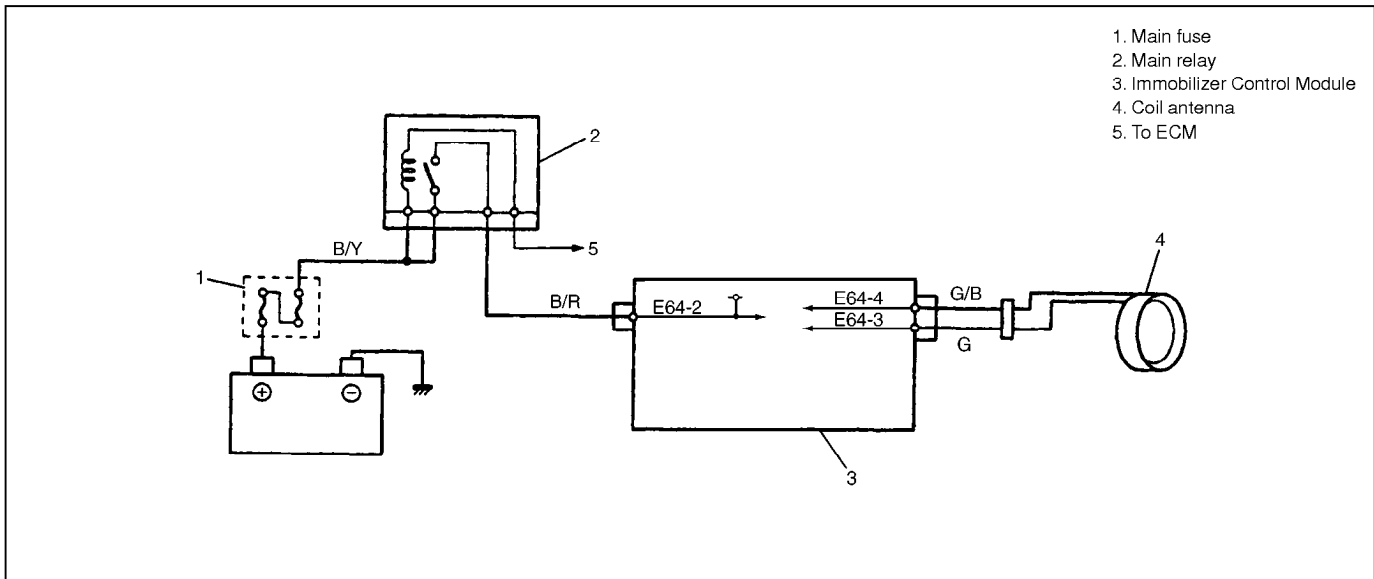 1. Main fuse
2. Main relay
3. Immobilizer Control Module
4. Coil antenna
5. To ECM
2
B/Y
5
1
4
B/R
E64-2
E64-4
G/B
E64-3
G
+
−
3